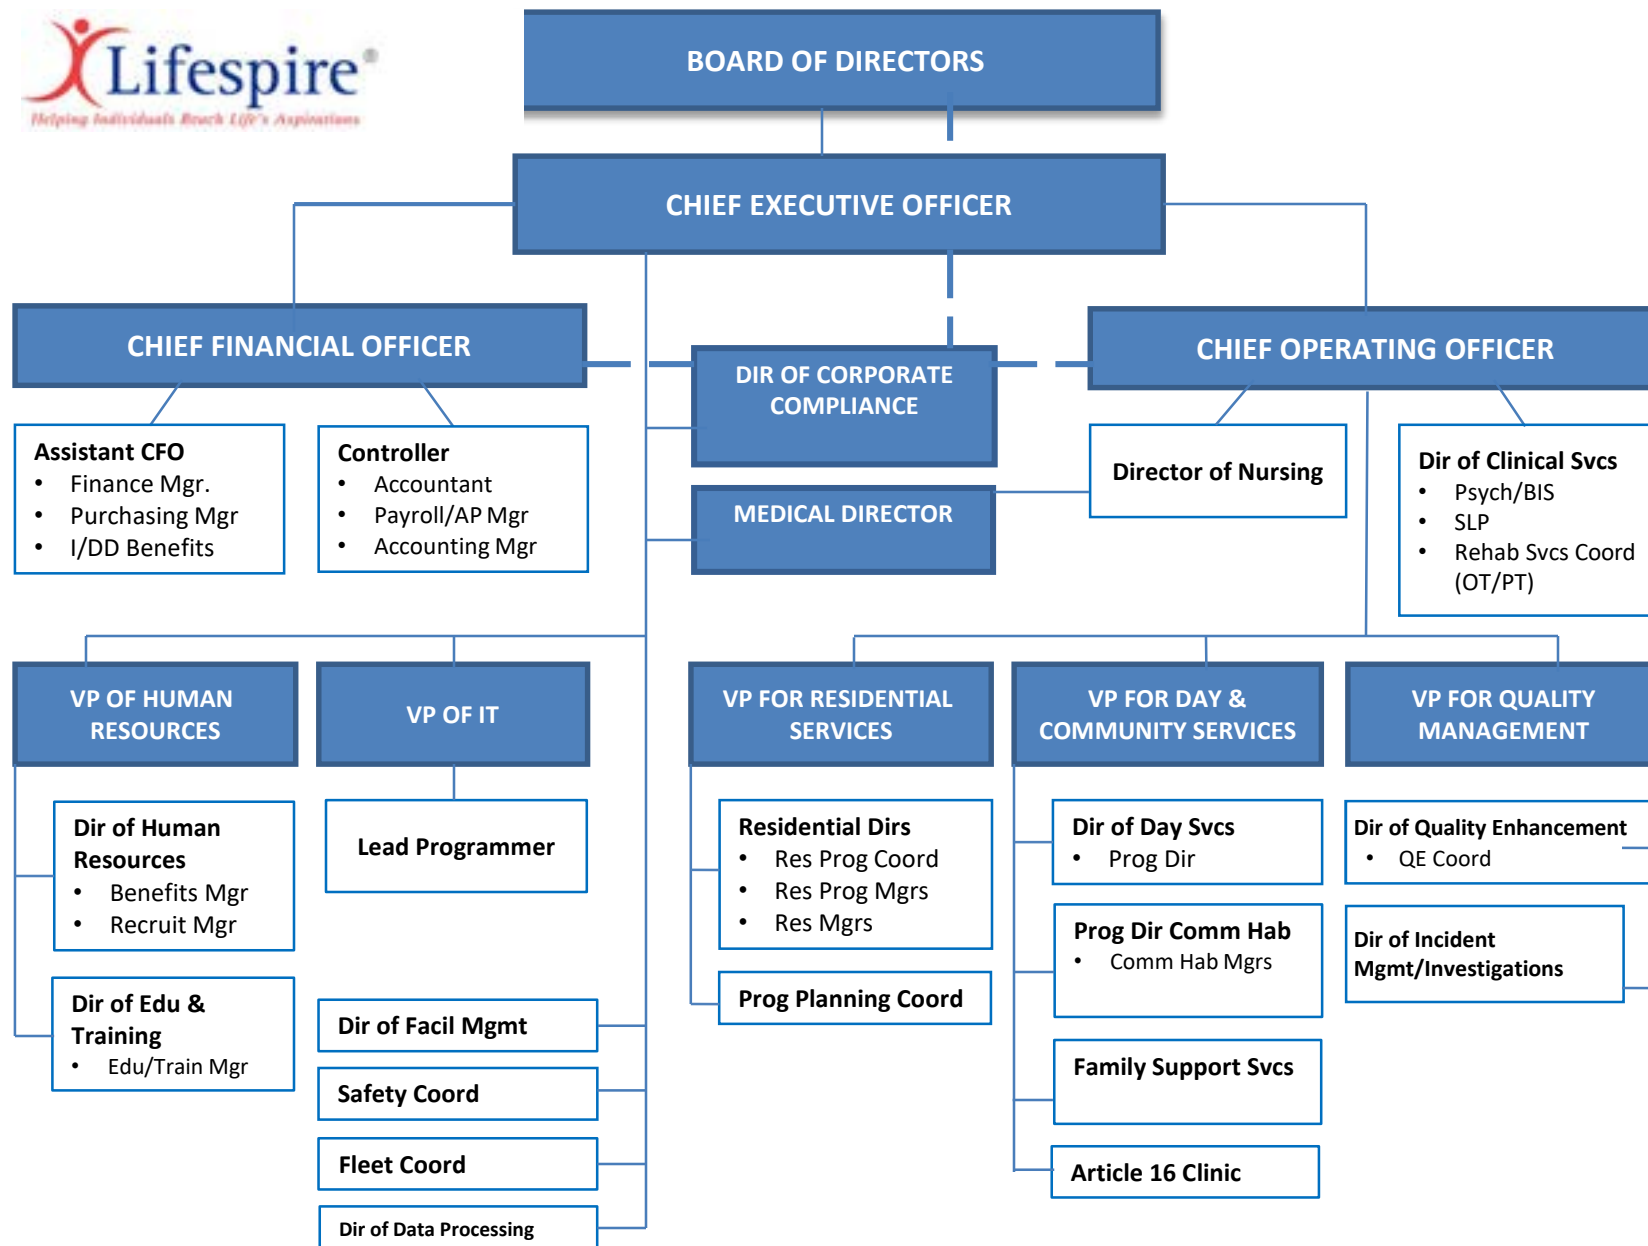 Lifespire®
Helping Individuals Reach Life's Aspirations
BOARD OF DIRECTORS
CHIEF EXECUTIVE OFFICER
CHIEF FINANCIAL OFFICER
CHIEF OPERATING OFFICER
DIR OF CORPORATE
COMPLIANCE
MEDICAL DIRECTOR
Assistant CFO
• Finance Mgr.
• Purchasing Mgr
• I/DD Benefits
Controller
• Accountant
• Payroll/AP Mgr
• Accounting Mgr
Director of Nursing
Dir of Clinical Svcs
• Psych/BIS
• SLP
• Rehab Svcs Coord
(OT/PT)
VP OF HUMAN
RESOURCES
VP OF IT
VP FOR RESIDENTIAL
SERVICES
VP FOR DAY &
COMMUNITY SERVICES
VP FOR QUALITY
MANAGEMENT
Dir of Human
Resources
• Benefits Mgr
• Recruit Mgr
Dir of Edu &
Training
• Edu/Train Mgr
Lead Programmer
Dir of Facil Mgmt
Safety Coord
Fleet Coord
Dir of Data Processing
Residential Dirs
• Res Prog Coord
• Res Prog Mgrs
• Res Mgrs
Prog Planning Coord
Dir of Day Svcs
• Prog Dir
Prog Dir Comm Hab
• Comm Hab Mgrs
Family Support Svcs
Article 16 Clinic
Dir of Quality Enhancement
• QE Coord
Dir of Incident
Mgmt/Investigations